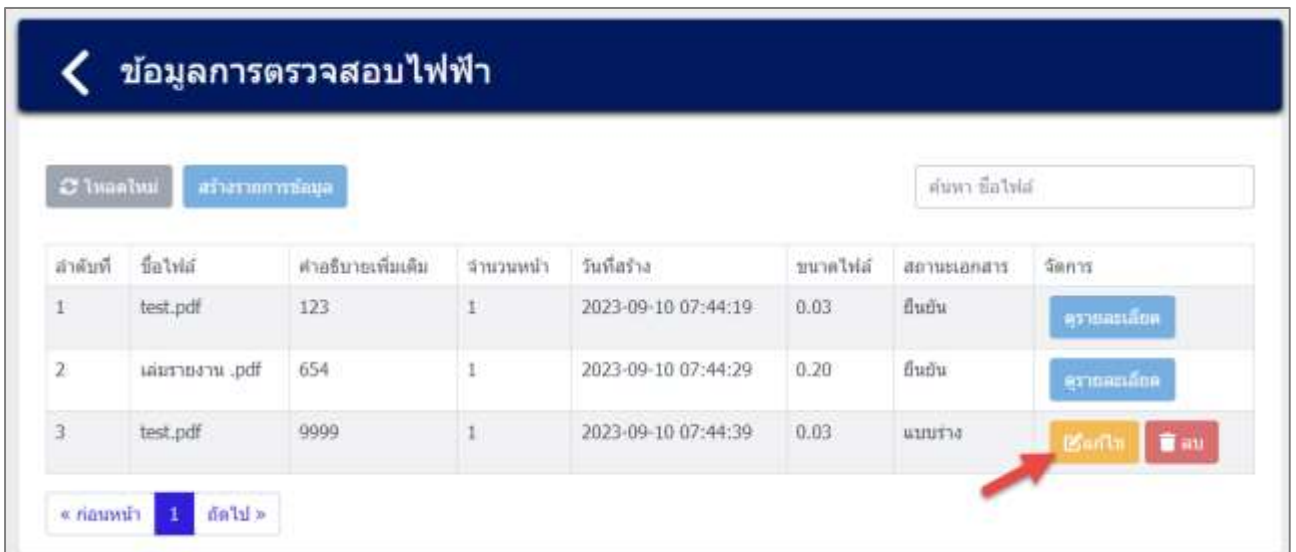 ข้อมูลการตรวจสอบไฟฟ้า
โหลดใหม่ สร้างรายการข้อมูล ค้นหา ชื่อไฟล์
ลำดับที่ ชื่อไฟล์ คำอธิบายเพิ่มเติม จำนวนหน้า วันที่สร้าง ขนาดไฟล์ สถานะเอกสาร จัดการ
1 test.pdf 123 1 2023-09-10 07:44:19 0.03 ยืนยัน ดูรายละเอียด
2 เล่มรายงาน .pdf 654 1 2023-09-10 07:44:29 0.20 ยืนยัน ดูรายละเอียด
3 test.pdf 9999 1 2023-09-10 07:44:39 0.03 แบบร่าง แก้ไข ลบ
« ก่อนหน้า 1 ถัดไป »